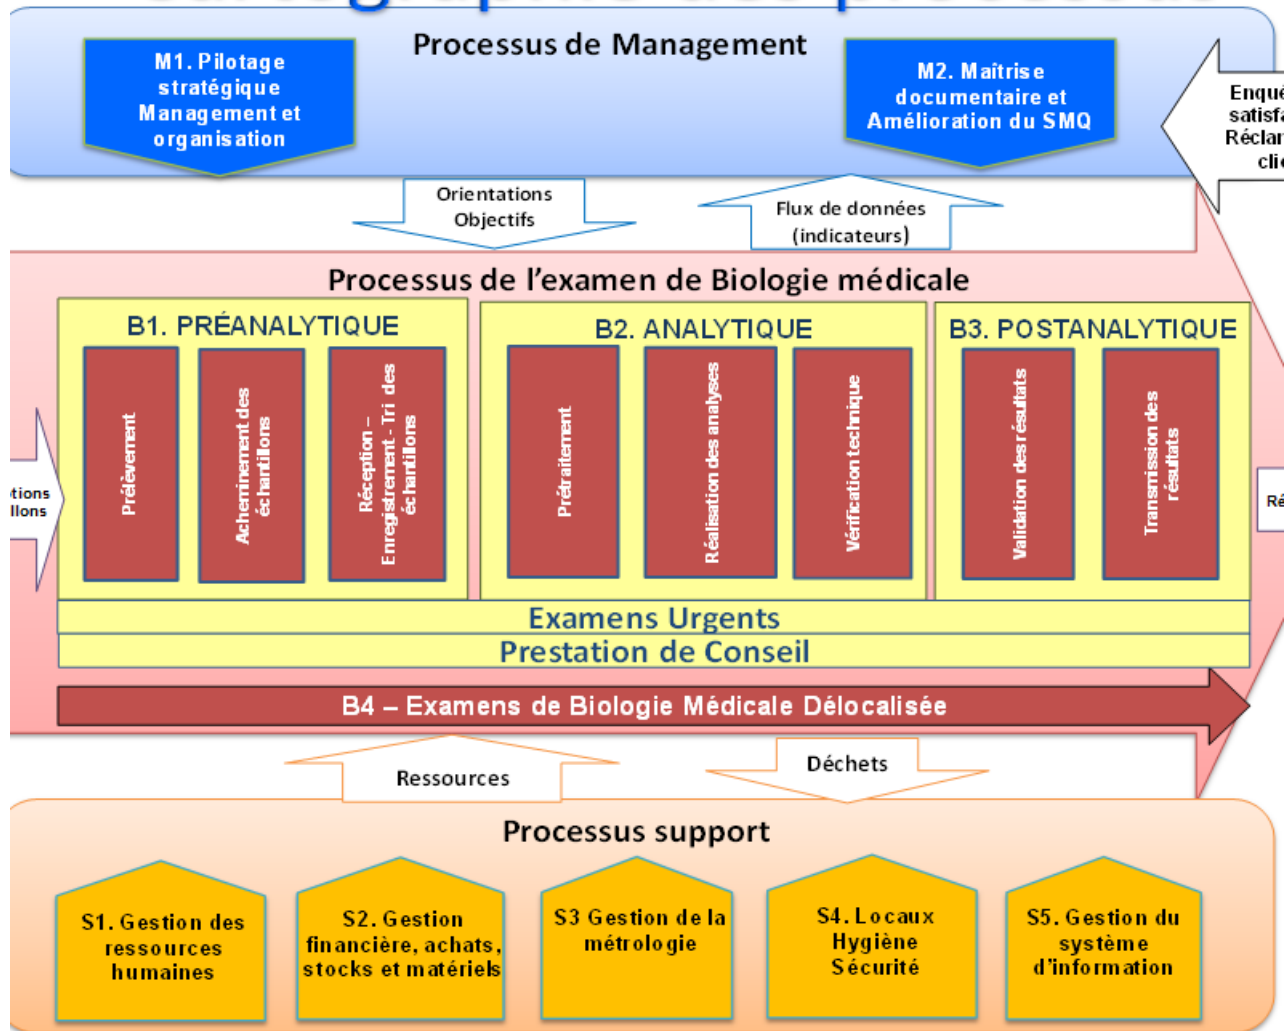 Processus de Management
M1. Pilotage
stratégique
Management et
organisation
M2. Maîtrise
documentaire et
Amélioration du SMQ
Orientations
Objectifs
Flux de données
(indicateurs)
Processus de l'examen de Biologie médicale
B1. PRÉANALYTIQUE
Prélèvement
Acheminement des
échantillons
Réception –
Enregistrement - Tri des
échantillons
B2. ANALYTIQUE
Prétraitement
Réalisation des analyses
Vérification technique
B3. POSTANALYTIQUE
Validation des résultats
Transmission des
résultats
Examens Urgents
Prestation de Conseil
B4 – Examens de Biologie Médicale Délocalisée
Ressources
Déchets
Processus support
S1. Gestion des
ressources
humaines
S2. Gestion
financière, achats,
stocks et matériels
S3 Gestion de la
métrologie
S4. Locaux
Hygiène
Sécurité
S5. Gestion du
système
d'information